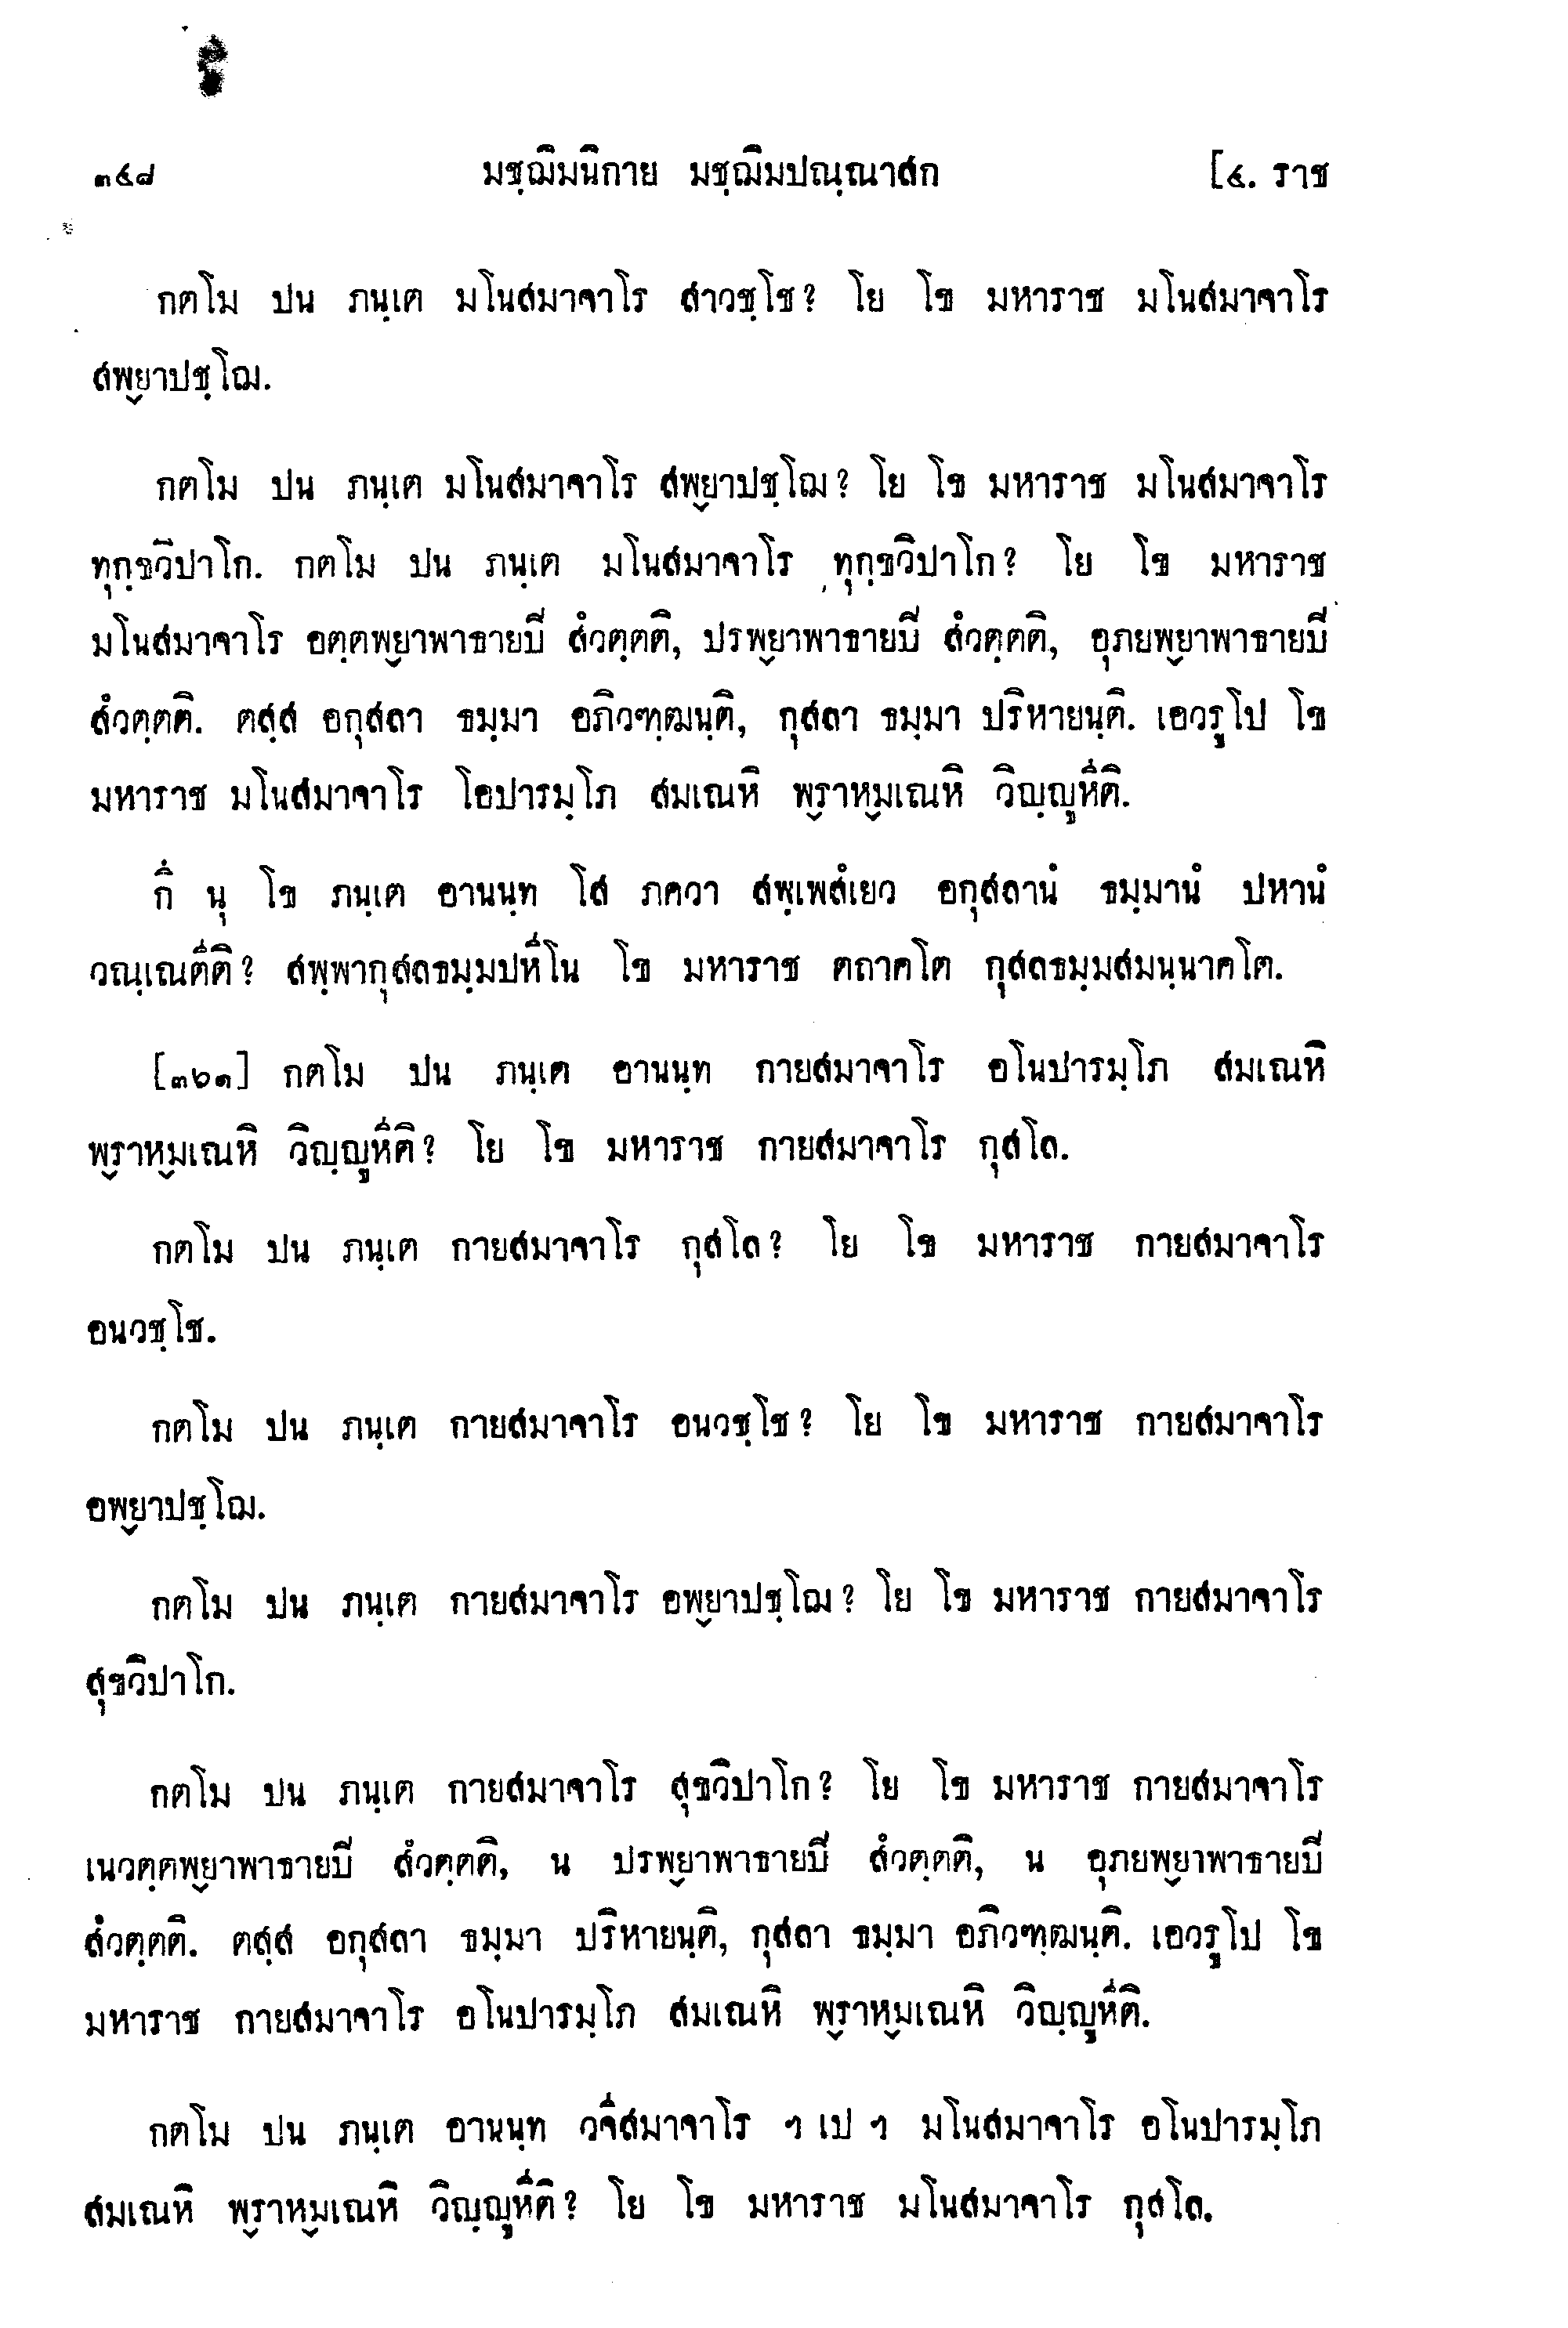 ๓๔๘ มชฺฌิมนิกาย มชฺฌิมปณฺณาสก [๔. ราช
กตโม ปน ภนฺเต มโนสมาจาโร สาวชฺโช? โย โข มหาราช มโนสมาจาโร
สพ๎ยาปชฺโฌ.
กตโม ปน ภนฺเต มโนสมาจาโร สพ๎ยาปชฺโฌ? โย โข มหาราช มโนสมาจาโร
ทุกฺขวิปาโก. กตโม ปน ภนฺเต มโนสมาจาโร ทุกฺขวิปาโก? โย โข มหาราช
มโนสมาจาโร อตฺตพ๎ยาพาธายปิ สํวตฺตติ, ปรพ๎ยาพาธายปิ สํวตฺตติ, อุภยพ๎ยาพาธายปิ
สํวตฺตติ. ตสฺส อกุสลา ธมฺมา อภิวฑฺฒนฺติ, กุสลา ธมฺมา ปริหายนฺติ. เอวรูโป โข
มหาราช มโนสมาจาโร โอปารมฺโภ สมเณหิ พ๎ราหฺมเณหิ วิญฺญูหีติ.
กึ นุ โข ภนฺเต อานนฺท โส ภควา สพฺเพสํเยว อกุสลานํ ธมฺมานํ ปหานํ
วณฺเณตีติ? สพฺพากุสลธมฺมปหีโน โข มหาราช ตถาคโต กุสลธมฺมสมนฺนาคโต.
[๓๖๑] กตโม ปน ภนฺเต อานนฺท กายสมาจาโร อโนปารมฺโภ สมเณหิ
พ๎ราหฺมเณหิ วิญฺญูหีติ? โย โข มหาราช กายสมาจาโร กุสโล.
กตโม ปน ภนฺเต กายสมาจาโร กุสโล? โย โข มหาราช กายสมาจาโร
อนวชฺโช.
กตโม ปน ภนฺเต กายสมาจาโร อนวชฺโช? โย โข มหาราช กายสมาจาโร
อพ๎ยาปชฺโฌ.
กตโม ปน ภนฺเต กายสมาจาโร อพ๎ยาปชฺโฌ? โย โข มหาราช กายสมาจาโร
สุขวิปาโก.
กตโม ปน ภนฺเต กายสมาจาโร สุขวิปาโก? โย โข มหาราช กายสมาจาโร
เนวตฺตพ๎ยาพาธายปิ สํวตฺตติ, น ปรพ๎ยาพาธายปิ สํวตฺตติ, น อุภยพ๎ยาพาธายปิ
สํวตฺตติ. ตสฺส อกุสลา ธมฺมา ปริหายนฺติ, กุสลา ธมฺมา อภิวฑฺฒนฺติ. เอวรูโป โข
มหาราช กายสมาจาโร อโนปารมฺโภ สมเณหิ พ๎ราหฺมเณหิ วิญฺญูหีติ.
กตโม ปน ภนฺเต อานนฺท วจีสมาจาโร ฯ เป ฯ มโนสมาจาโร อโนปารมฺโภ
สมเณหิ พ๎ราหฺมเณหิ วิญฺญูหีติ? โย โข มหาราช มโนสมาจาโร กุสโล.